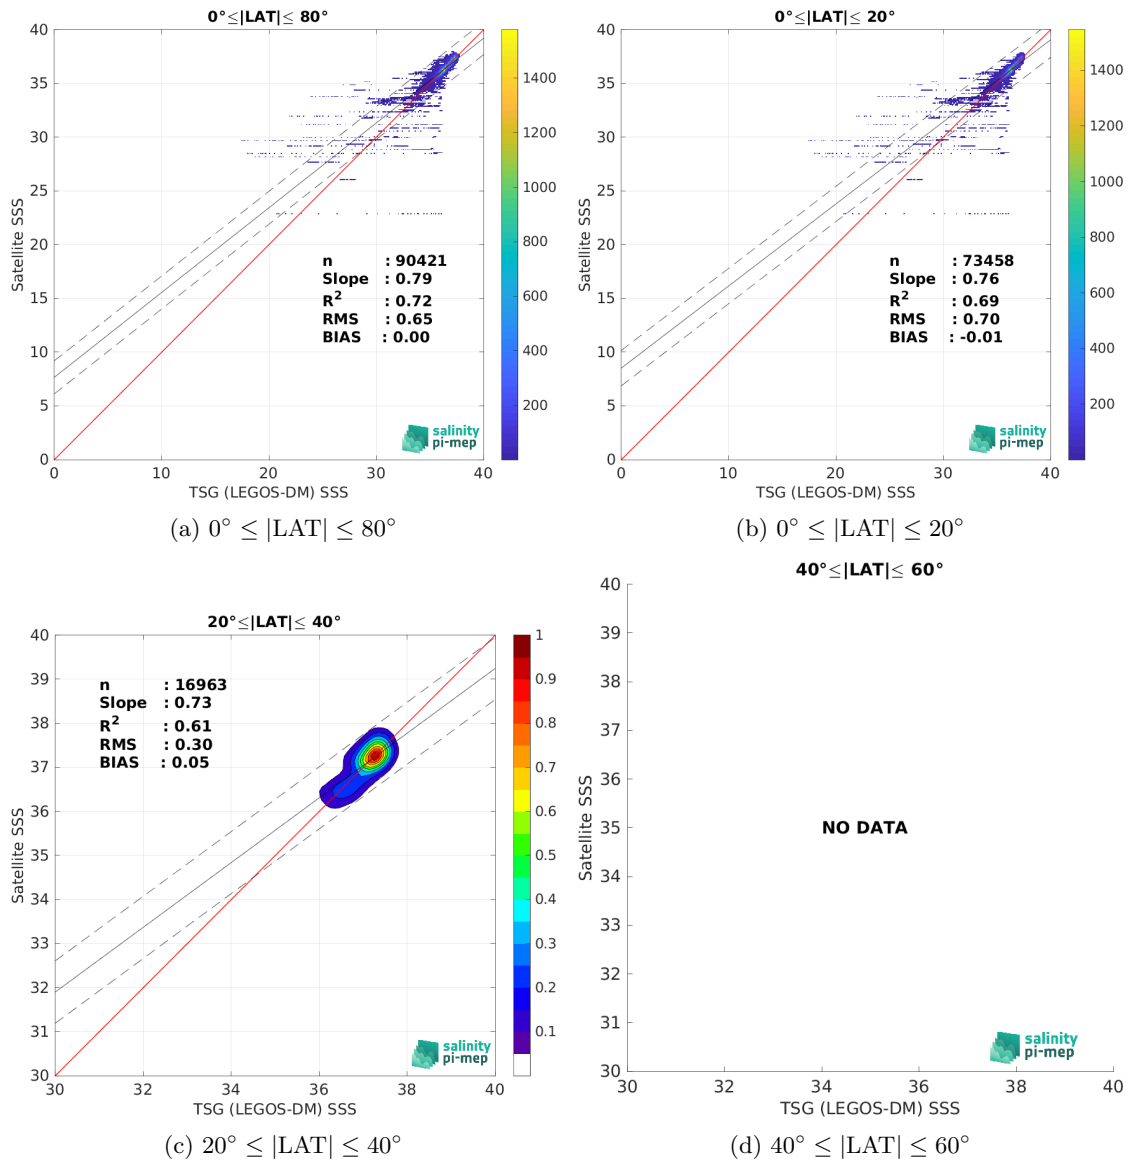 0°≤|LAT|≤ 80°
40
35
30
25
20
15
10
5
0
0
10
20
30
40
Satellite SSS
TSG (LEGOS-DM) SSS
n : 90421
Slope : 0.79
R² : 0.72
RMS : 0.65
BIAS : 0.00
1400
1200
1000
800
600
400
200
salinity
pi-mep
(a) 0° ≤ |LAT| ≤ 80°
0°≤|LAT|≤ 20°
40
35
30
25
20
15
10
5
0
0
10
20
30
40
Satellite SSS
TSG (LEGOS-DM) SSS
n : 73458
Slope : 0.76
R² : 0.69
RMS : 0.70
BIAS : -0.01
1400
1200
1000
800
600
400
200
salinity
pi-mep
(b) 0° ≤ |LAT| ≤ 20°
20°≤|LAT|≤ 40°
40
39
38
37
36
35
34
33
32
31
30
30
32
34
36
38
40
Satellite SSS
TSG (LEGOS-DM) SSS
n : 16963
Slope : 0.73
R² : 0.61
RMS : 0.30
BIAS : 0.05
1
0.9
0.8
0.7
0.6
0.5
0.4
0.3
0.2
0.1
salinity
pi-mep
(c) 20° ≤ |LAT| ≤ 40°
40°≤|LAT|≤ 60°
40
39
38
37
36
35
34
33
32
31
30
30
32
34
36
38
40
Satellite SSS
TSG (LEGOS-DM) SSS
NO DATA
salinity
pi-mep
(d) 40° ≤ |LAT| ≤ 60°